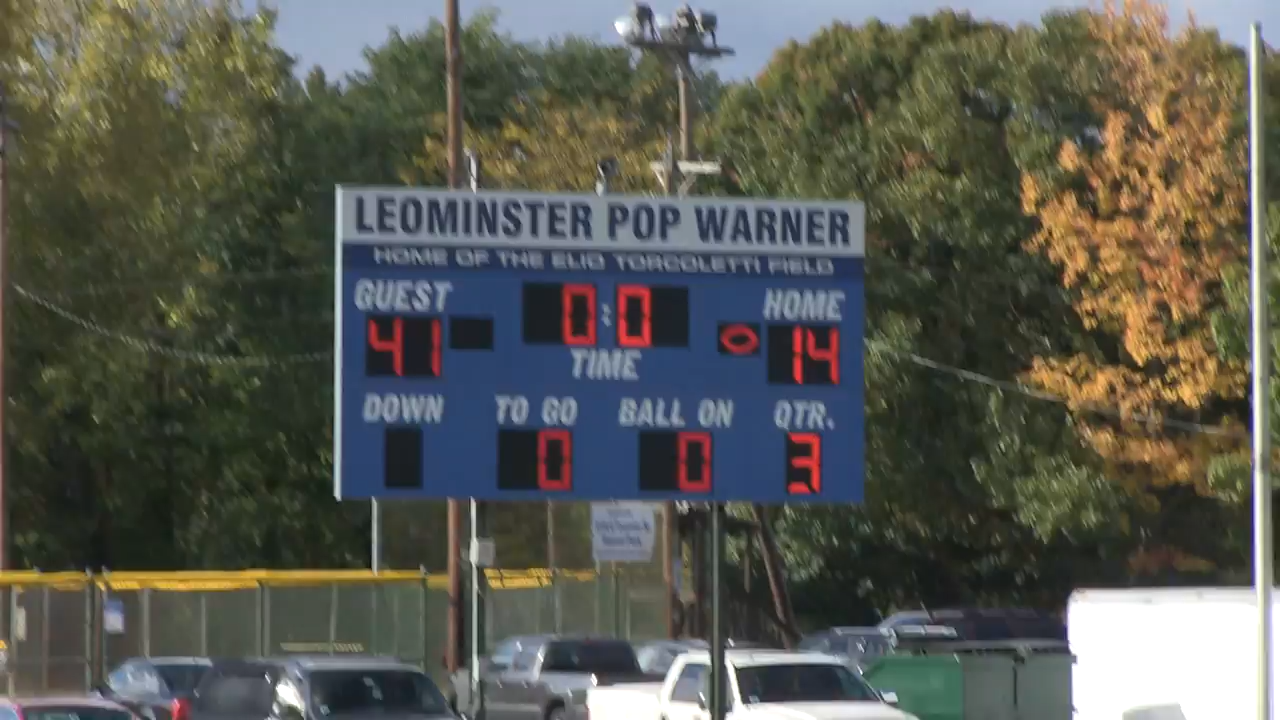 LEOMINSTER POP WARNER
HOME OF THE ELIO TORCOLETTI FIELD
GUEST 0:0 HOME
41 TIME 14
DOWN TO GO BALL ON QTR.
0 0 3